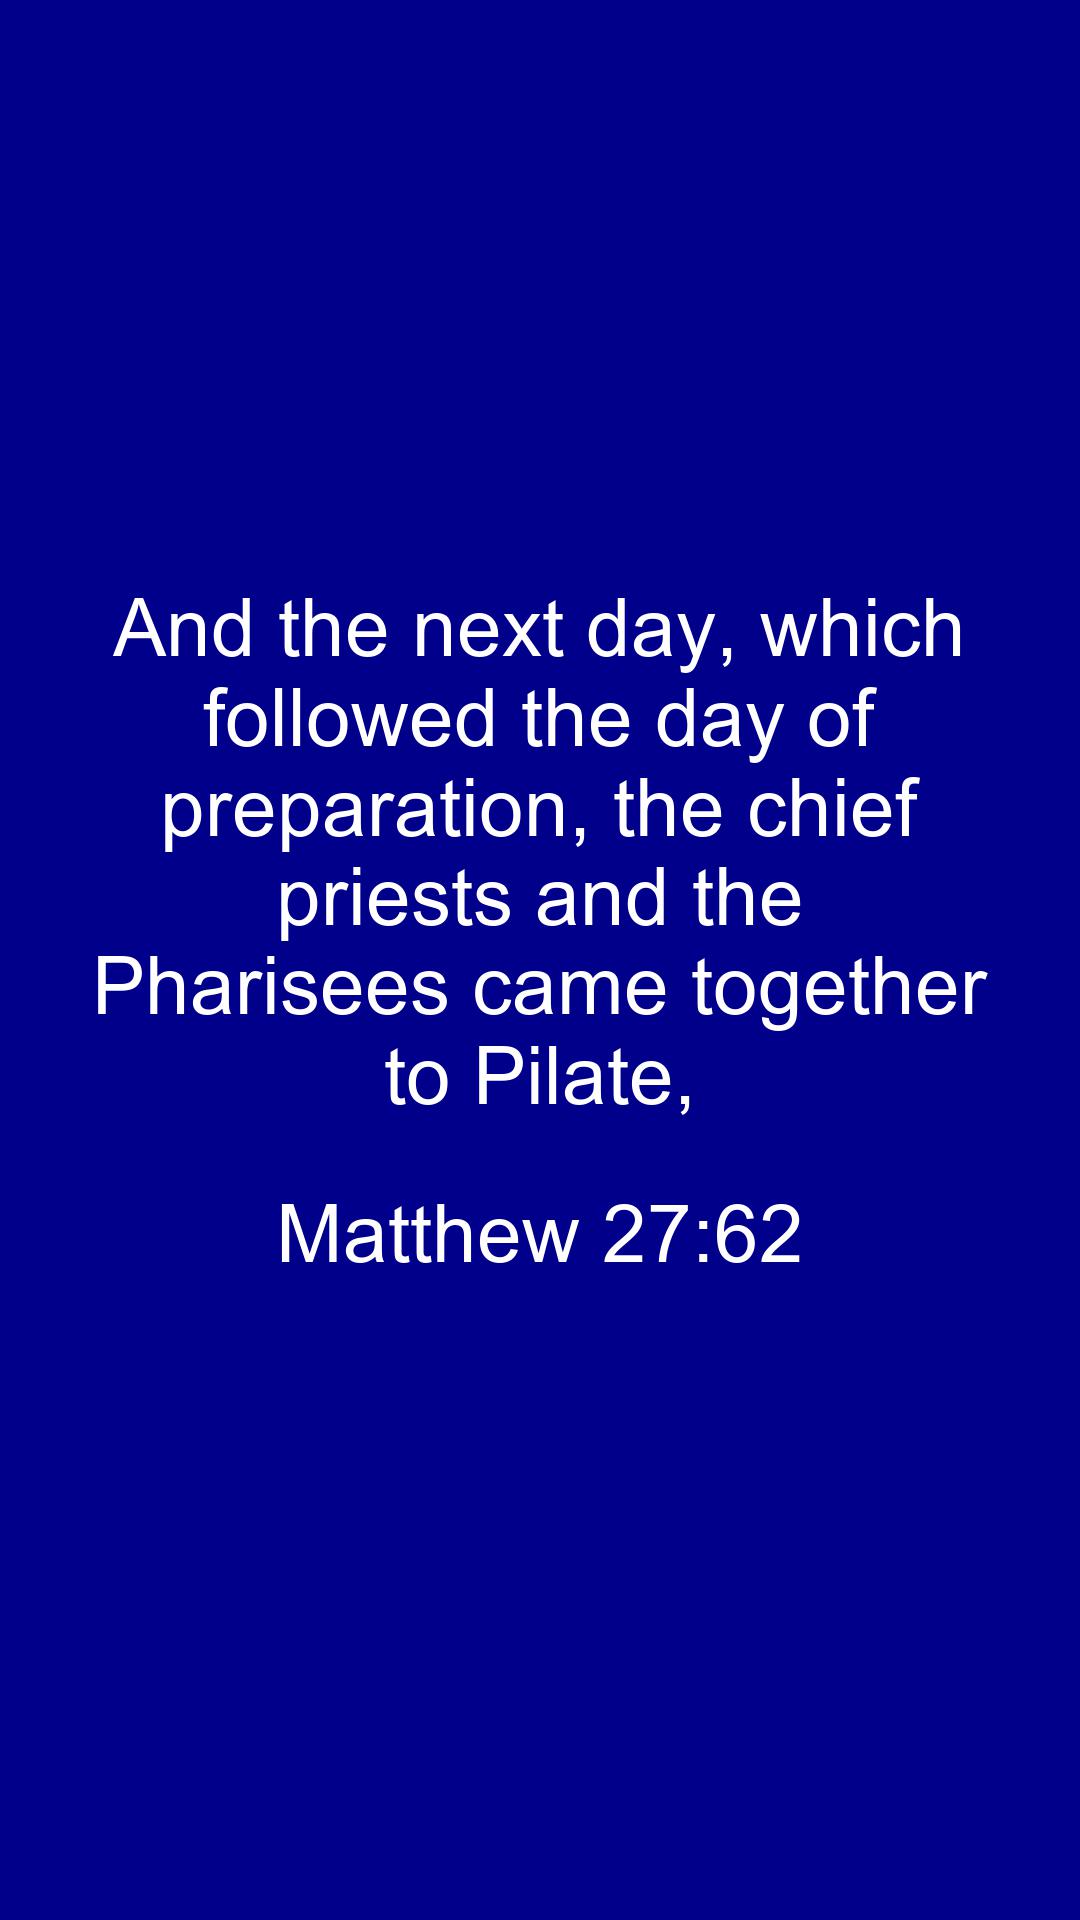 And the next day, which
followed the day of
preparation, the chief
priests and the
Pharisees came together
to Pilate,
Matthew 27:62